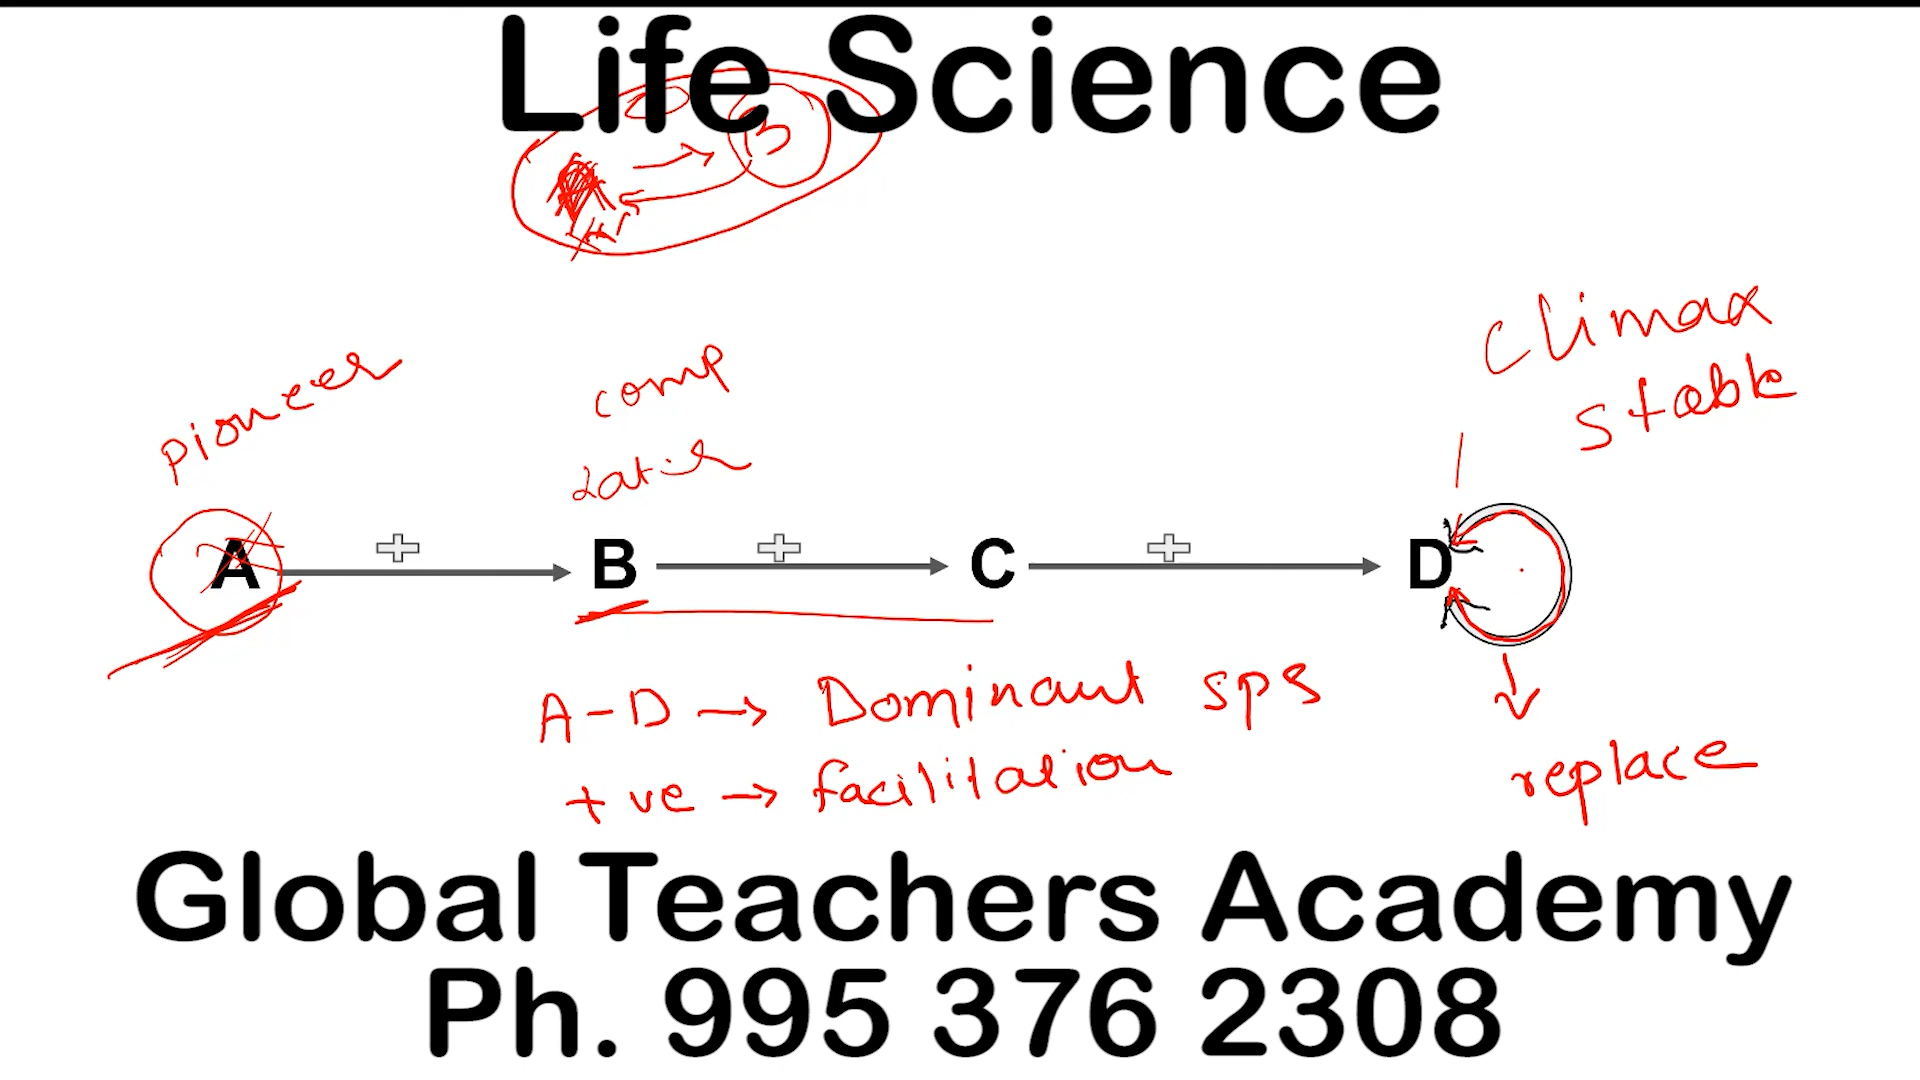 Life Science
B
Climax
stable
pioneer
comp
A + B + C + D
A - D → Dominant sps
+ve → facilitation
replace
Global Teachers Academy
Ph. 995 376 2308